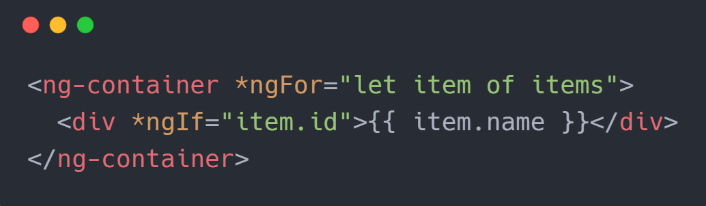 <ng-container *ngFor="let item of items">
  <div *ngIf="item.id">{{ item.name }}</div>
</ng-container>